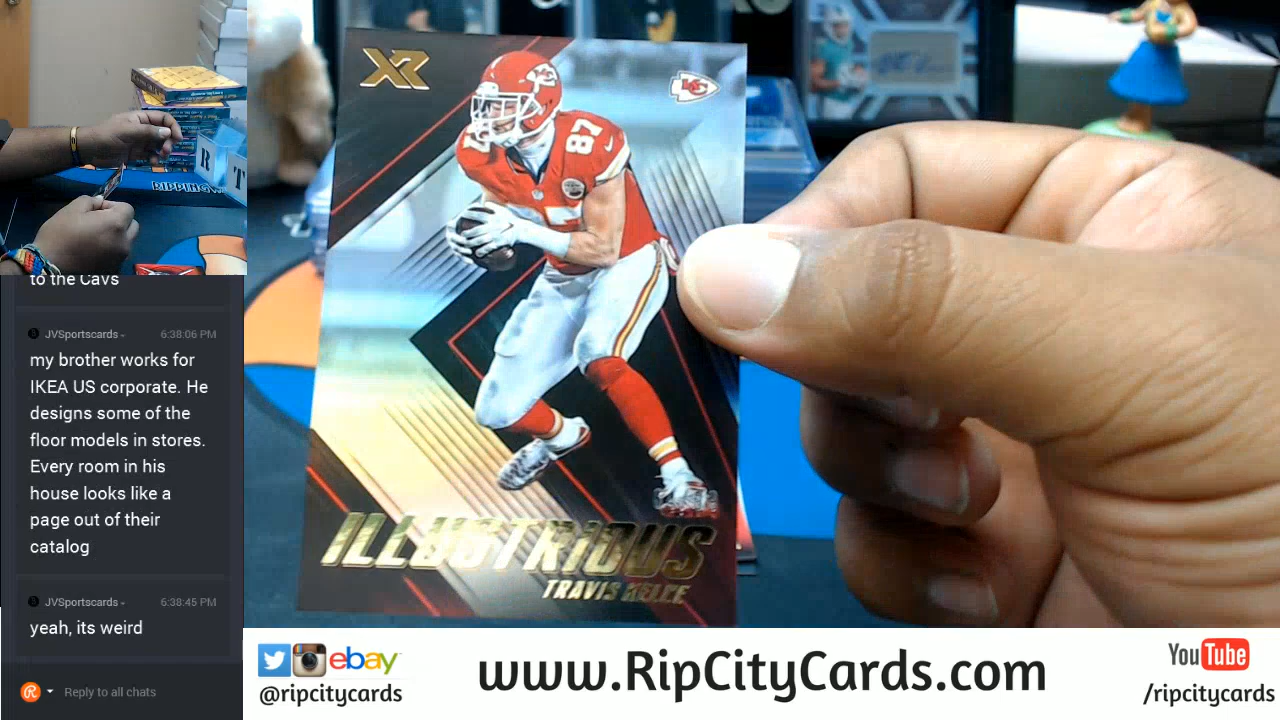 R
T
RIPPING
to the Cavs
JVSportscards
6:38:06 PM
my brother works for
IKEA US corporate. He
designs some of the
floor models in stores.
Every room in his
house looks like a
page out of their
catalog
JVSportscards
6:38:45 PM
yeah, its weird
Reply to all chats
XR
KC
87
ILLUSTRIOUS
TRAVIS KELCE
ebay
@ripcitycards
www.RipCityCards.com
YouTube
/ripcitycards